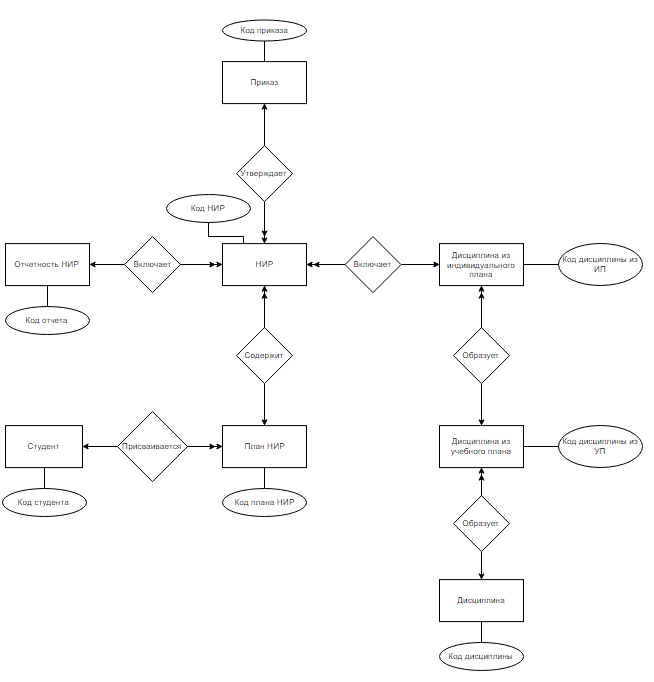 Код приказа
Приказ
Утверждает
Код НИР
Отчетность НИР
Включает
НИР
Включает
Дисциплина из
индивидуального
плана
Код дисциплины из
ИП
Код отчета
Содержит
Образует
Студент
Присваивается
План НИР
Дисциплина из
учебного плана
Код дисциплины из
УП
Код студента
Код плана НИР
Образует
Дисциплина
Код дисциплины